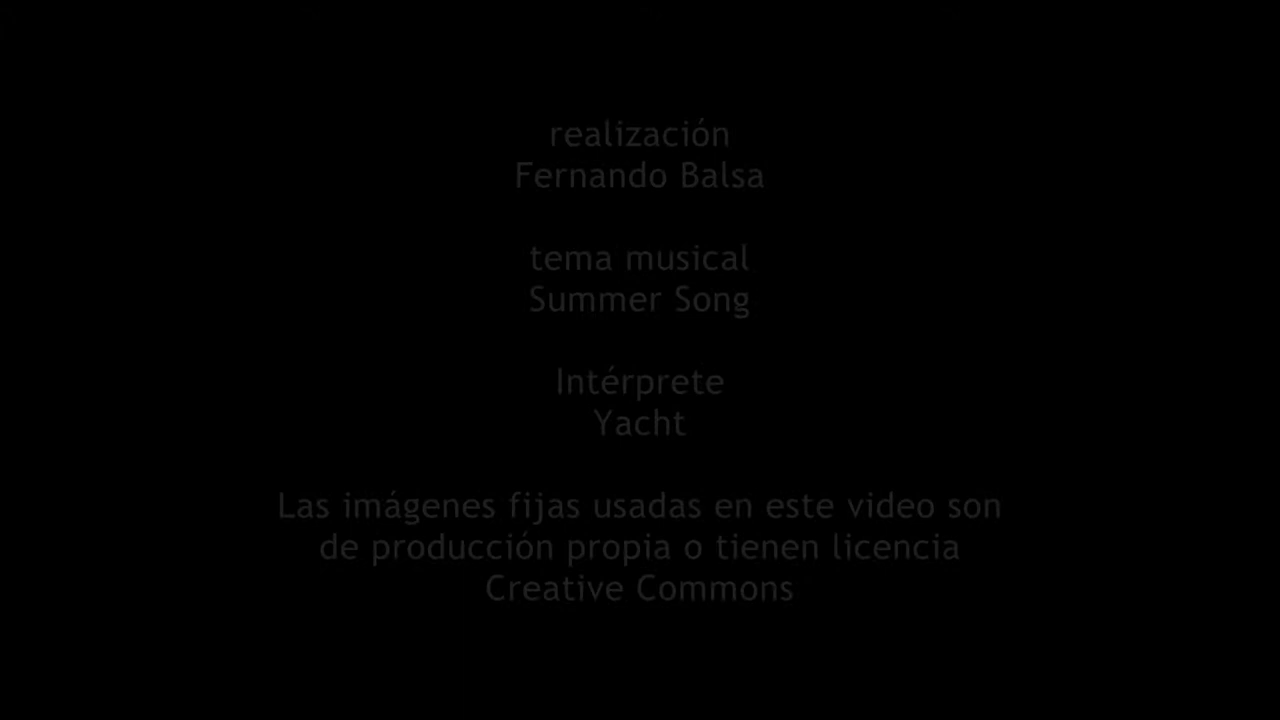 realización
Fernando Balsa
tema musical
Summer Song
Intérprete
Yacht
Las imágenes fijas usadas en este video son
de producción propia o tienen licencia
Creative Commons